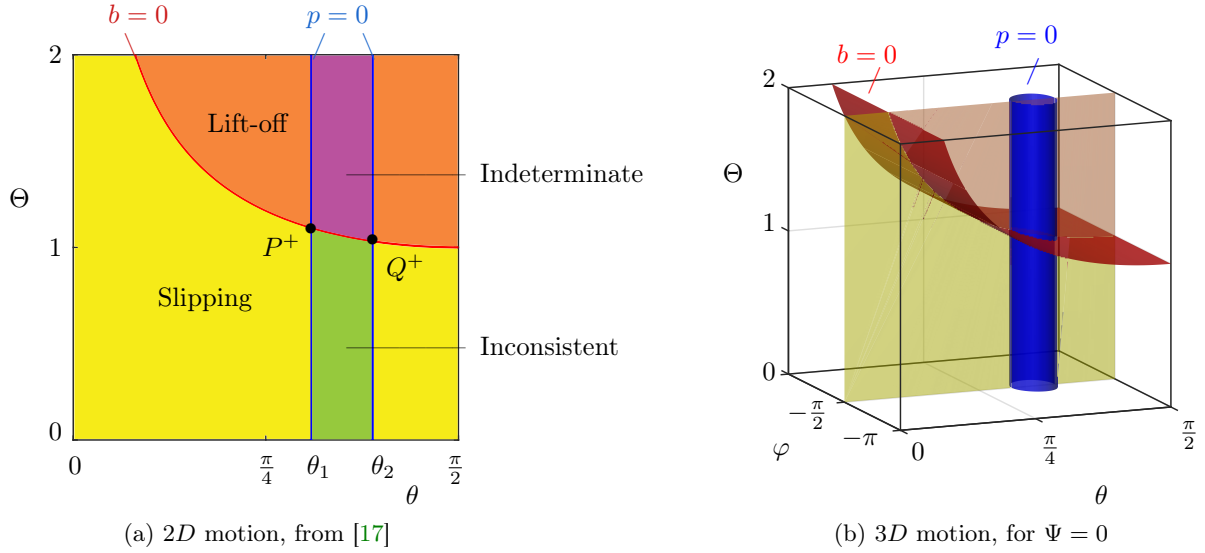 b = 0
p = 0
2
Lift-off
Indeterminate
Θ
1
P⁺
Q⁺
Slipping
Inconsistent
0
0
π/4
θ₁
θ₂
π/2
θ
(a) 2D motion, from [17]
p = 0
b = 0
2
Θ
1
0
−π/2
φ
−π
0
π/4
π/2
θ
(b) 3D motion, for Ψ = 0